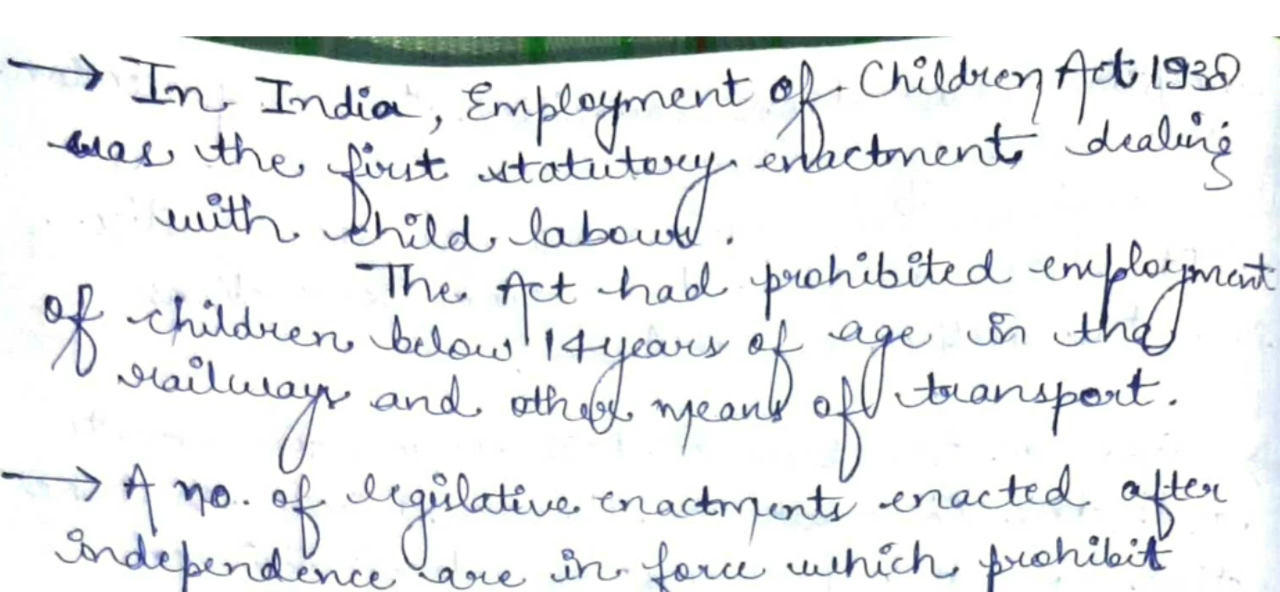 → In India, Employment of Children Act 1938
was the first statutory enactment dealing
with child labour.
The Act had prohibited employment
of children below 14 years of age in the
railways and other means of transport.
→ A no. of legislative enactments enacted after
independence are in force which prohibit